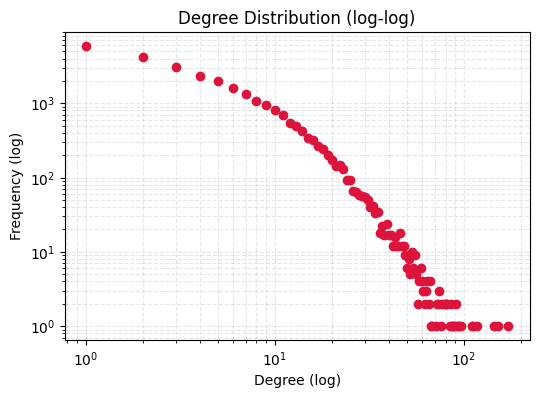 Degree Distribution (log-log)
Frequency (log)
10³
10²
10¹
10⁰
10⁰ 10¹ 10²
Degree (log)